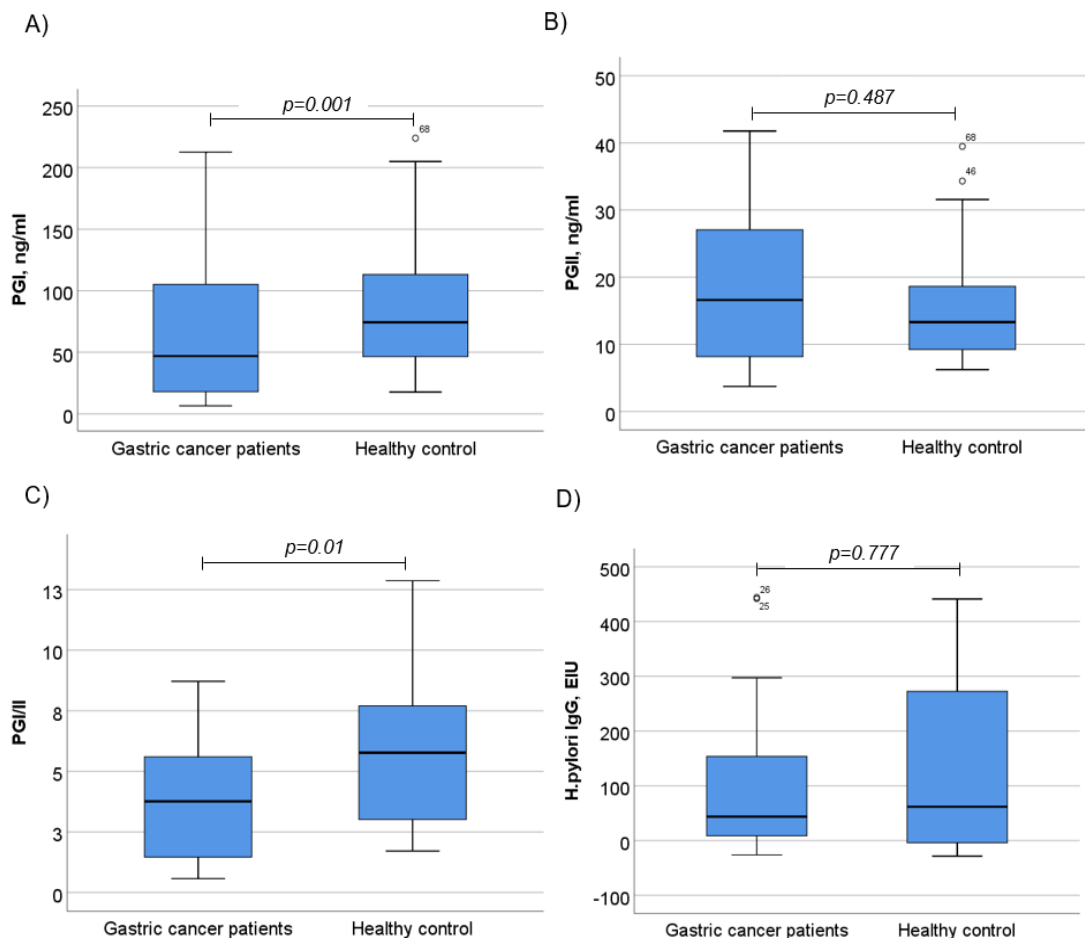 A)
p=0.001
250
200
150
100
50
0
PGI, ng/ml
68
Gastric cancer patients
Healthy control
B)
p=0.487
50
40
30
20
10
0
PGII, ng/ml
68
46
Gastric cancer patients
Healthy control
C)
p=0.01
13
10
8
5
3
0
PGI/II
Gastric cancer patients
Healthy control
D)
p=0.777
500
400
300
200
100
0
-100
H.pylori IgG, EIU
26
25
Gastric cancer patients
Healthy control